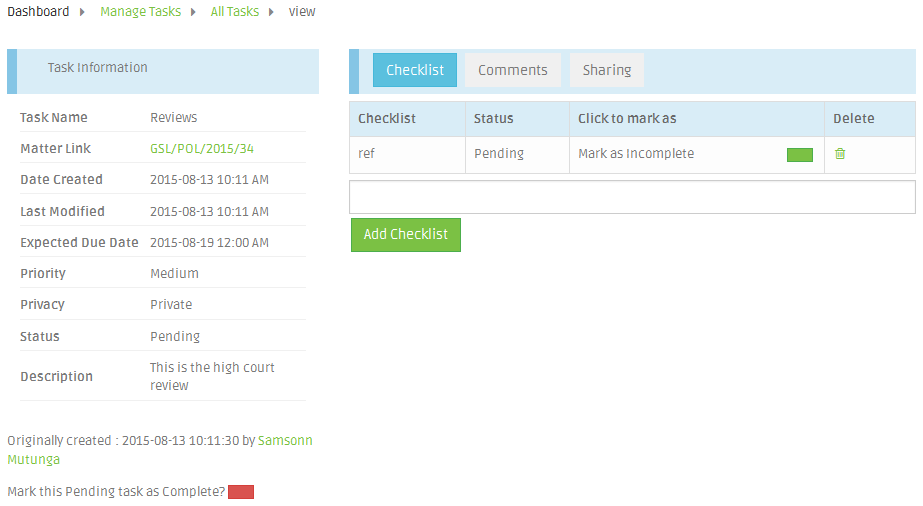 Dashboard Manage Tasks All Tasks view
Task Information
Task Name Reviews
Matter Link GSL/POL/2015/34
Date Created 2015-08-13 10:11 AM
Last Modified 2015-08-13 10:11 AM
Expected Due Date 2015-08-19 12:00 AM
Priority Medium
Privacy Private
Status Pending
Description This is the high court
review
Originally created : 2015-08-13 10:11:30 by Samsonn
Mutunga
Mark this Pending task as Complete?
Checklist Comments Sharing
Checklist Status Click to mark as Delete
ref Pending Mark as Incomplete
Add Checklist